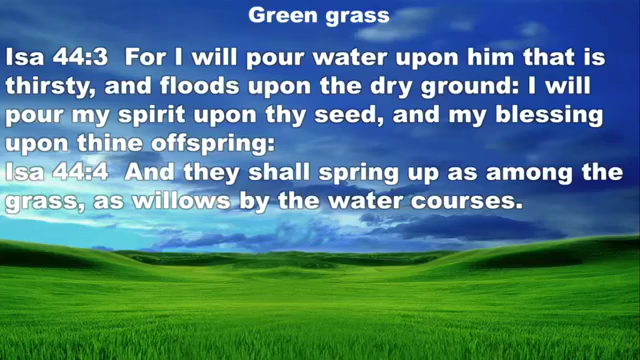 Green grass
Isa 44:3  For I will pour water upon him that is
thirsty, and floods upon the dry ground: I will
pour my spirit upon thy seed, and my blessing
upon thine offspring:
Isa 44:4  And they shall spring up as among the
grass, as willows by the water courses.